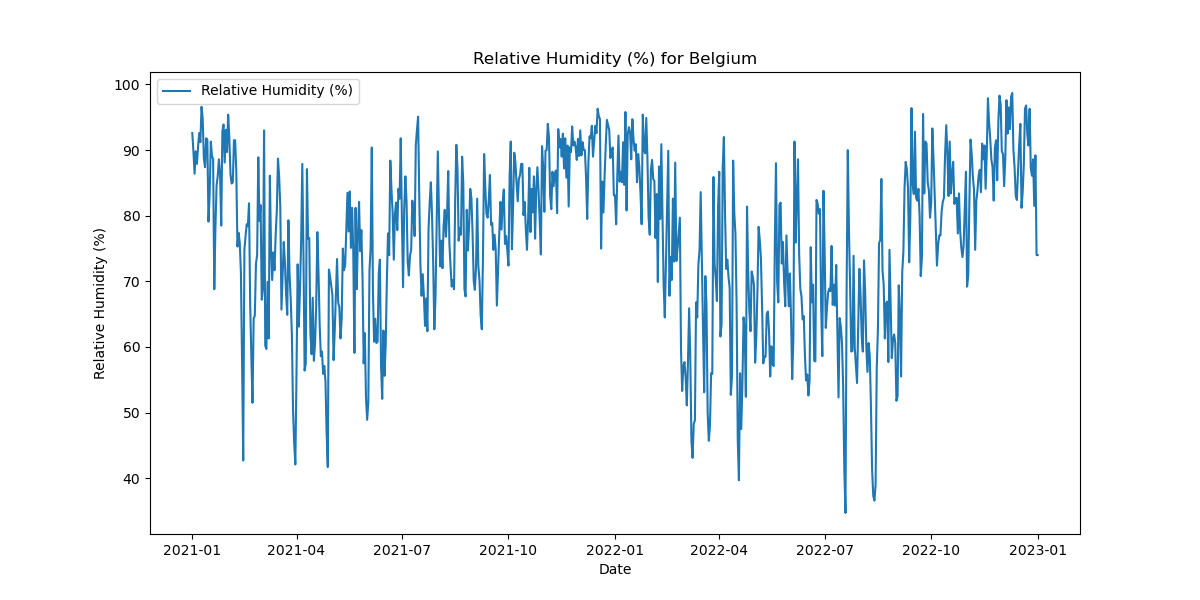 Relative Humidity (%) for Belgium
Relative Humidity (%)
100
90
80
70
60
50
40
Relative Humidity (%)
2021-01 2021-04 2021-07 2021-10 2022-01 2022-04 2022-07 2022-10 2023-01
Date